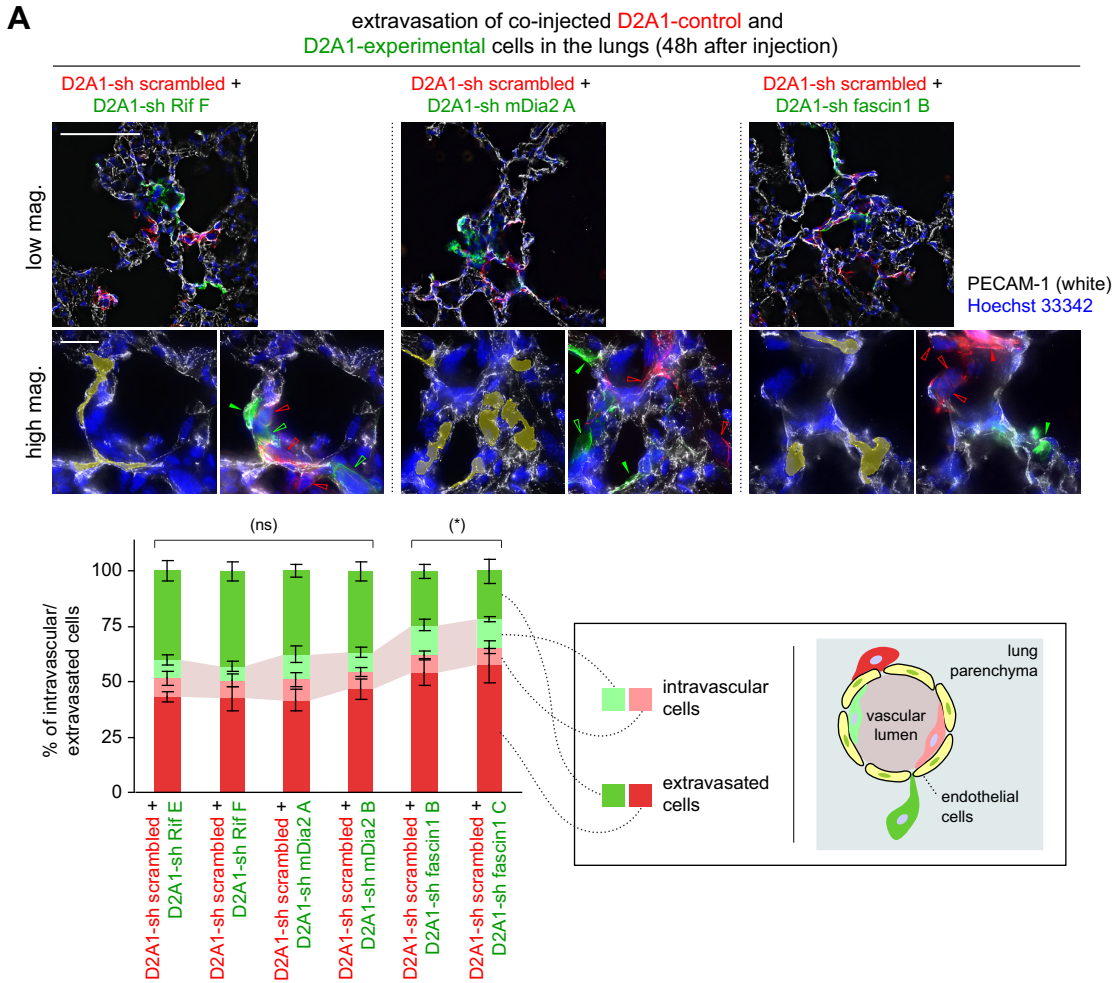 A
extravasation of co-injected D2A1-control and
D2A1-experimental cells in the lungs (48h after injection)
D2A1-sh scrambled +
D2A1-sh Rif F
D2A1-sh scrambled +
D2A1-sh mDia2 A
D2A1-sh scrambled +
D2A1-sh fascin1 B
low mag.
PECAM-1 (white)
Hoechst 33342
high mag.
(ns)
(*)
% of intravascular/
extravasated cells
100
75
50
25
0
D2A1-sh scrambled +
D2A1-sh Rif E
D2A1-sh scrambled +
D2A1-sh Rif F
D2A1-sh scrambled +
D2A1-sh mDia2 A
D2A1-sh scrambled +
D2A1-sh mDia2 B
D2A1-sh scrambled +
D2A1-sh fascin1 B
D2A1-sh scrambled +
D2A1-sh fascin1 C
intravascular
cells
extravasated
cells
lung
parenchyma
vascular
lumen
endothelial
cells